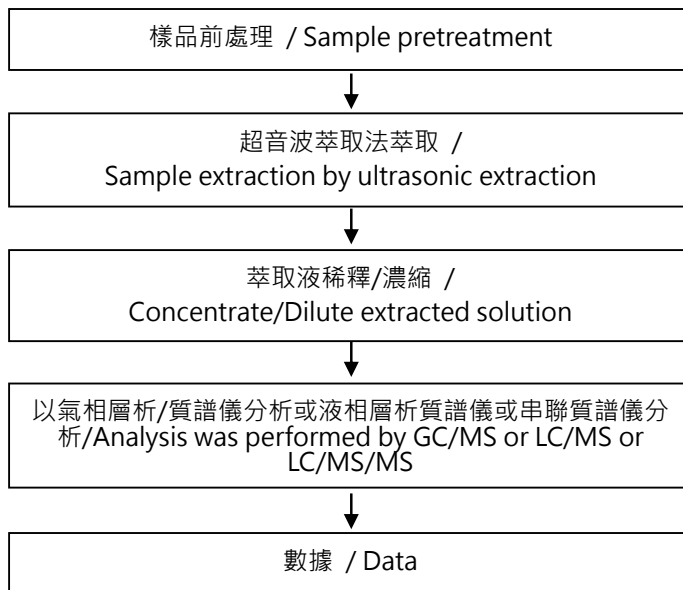 樣品前處理 / Sample pretreatment
超音波萃取法萃取 /
Sample extraction by ultrasonic extraction
萃取液稀釋/濃縮 /
Concentrate/Dilute extracted solution
以氣相層析/質譜儀分析或液相層析質譜儀或串聯質譜儀分
析/Analysis was performed by GC/MS or LC/MS or
LC/MS/MS
數據 / Data